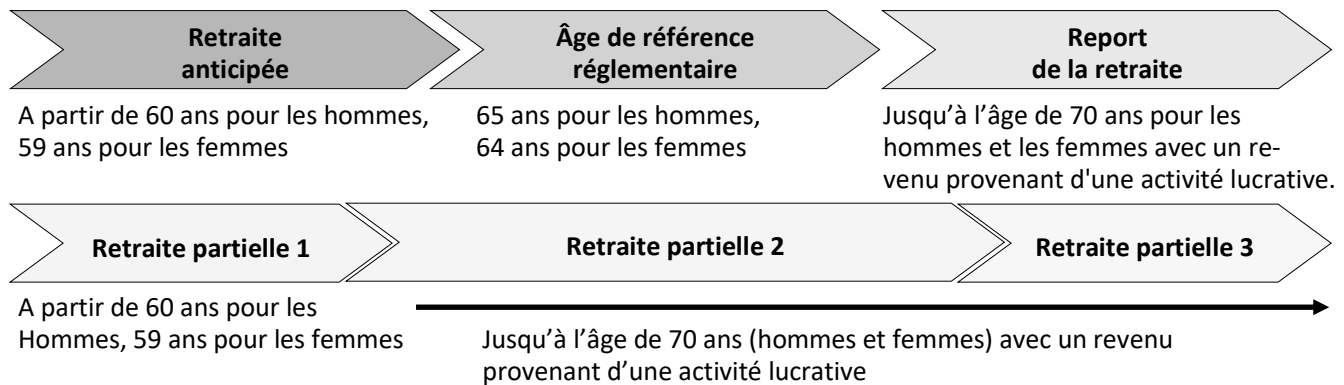 Retraite
anticipée
Âge de référence
réglementaire
Report
de la retraite
A partir de 60 ans pour les hommes,
59 ans pour les femmes
65 ans pour les hommes,
64 ans pour les femmes
Jusqu'à l'âge de 70 ans pour les
hommes et les femmes avec un re-
venu provenant d'une activité lucrative.
Retraite partielle 1
Retraite partielle 2
Retraite partielle 3
A partir de 60 ans pour les
Hommes, 59 ans pour les femmes
Jusqu'à l'âge de 70 ans (hommes et femmes) avec un revenu
provenant d'une activité lucrative